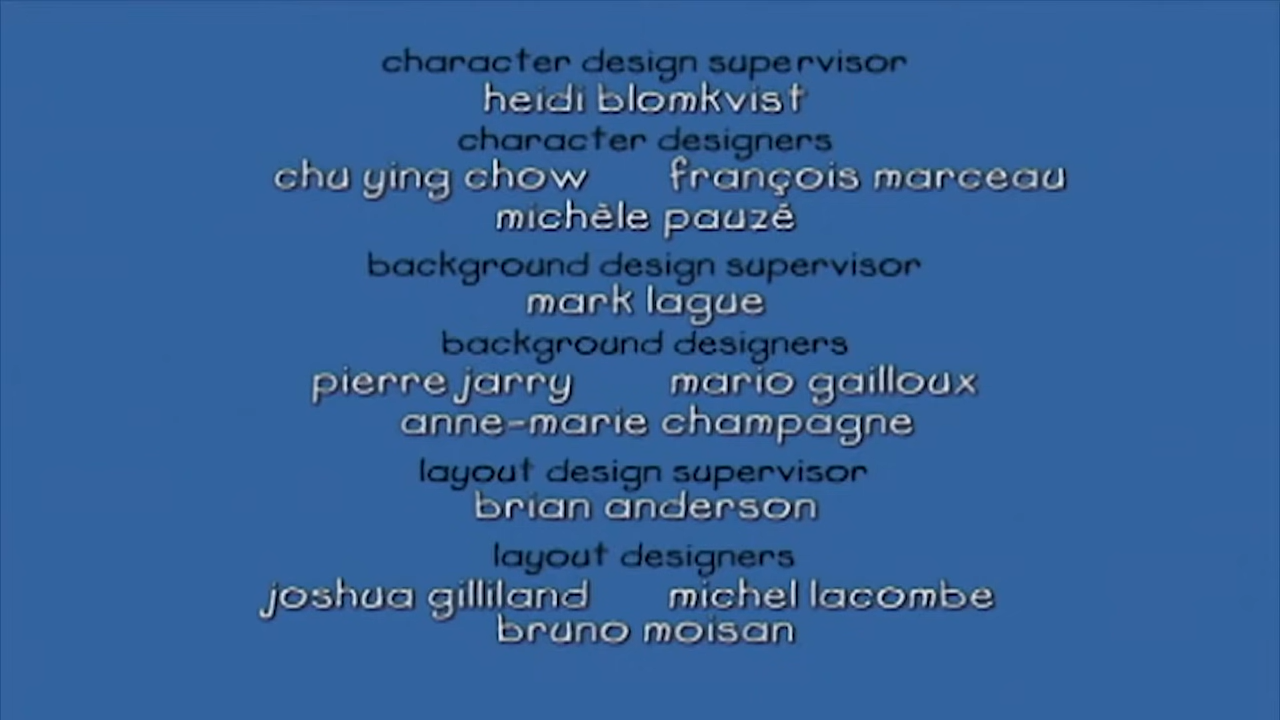 character design supervisor
heidi blomkvist
character designers
chu ying chow françois marceau
michèle pauzé
background design supervisor
mark lague
background designers
pierre jarry mario gailloux
anne-marie champagne
layout design supervisor
brian anderson
layout designers
joshua gilliland michel lacombe
bruno moisan